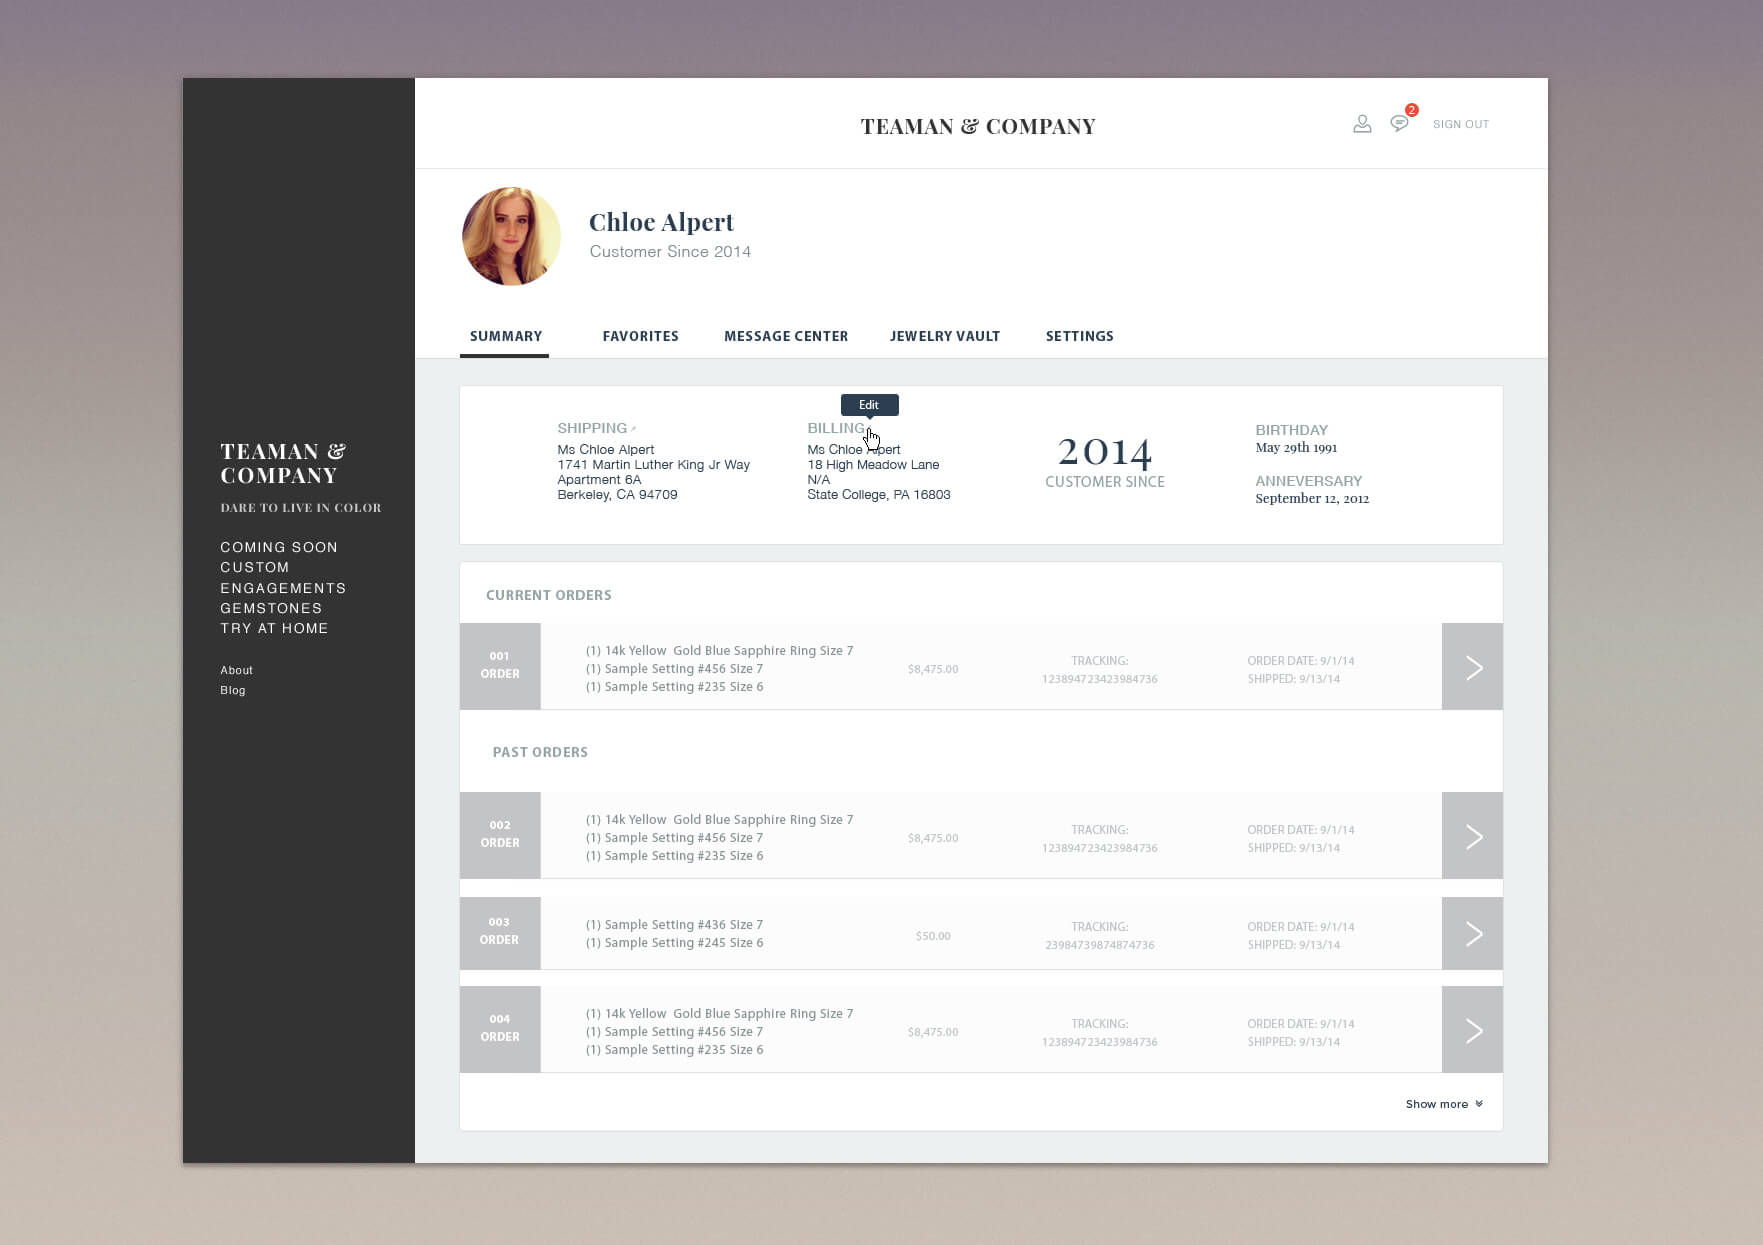 TEAMAN & COMPANY
2
SIGN OUT
Chloe Alpert
Customer Since 2014
SUMMARY FAVORITES MESSAGE CENTER JEWELRY VAULT SETTINGS
TEAMAN &
COMPANY
DARE TO LIVE IN COLOR
COMING SOON
CUSTOM
ENGAGEMENTS
GEMSTONES
TRY AT HOME
About
Blog
SHIPPING
Ms Chloe Alpert
1741 Martin Luther King Jr Way
Apartment 6A
Berkeley, CA 94709
Edit
BILLING
Ms Chloe Alpert
18 High Meadow Lane
N/A
State College, PA 16803
2014
CUSTOMER SINCE
BIRTHDAY
May 29th 1991
ANNEVERSARY
September 12, 2012
CURRENT ORDERS
001
ORDER
(1) 14k Yellow  Gold Blue Sapphire Ring Size 7
(1) Sample Setting #456 Size 7
(1) Sample Setting #235 Size 6
$8,475.00
TRACKING:
123894723423984736
ORDER DATE: 9/1/14
SHIPPED: 9/13/14
PAST ORDERS
002
ORDER
(1) 14k Yellow  Gold Blue Sapphire Ring Size 7
(1) Sample Setting #456 Size 7
(1) Sample Setting #235 Size 6
$8,475.00
TRACKING:
123894723423984736
ORDER DATE: 9/1/14
SHIPPED: 9/13/14
003
ORDER
(1) Sample Setting #436 Size 7
(1) Sample Setting #245 Size 6
$50.00
TRACKING:
23984739874874736
ORDER DATE: 9/1/14
SHIPPED: 9/13/14
004
ORDER
(1) 14k Yellow  Gold Blue Sapphire Ring Size 7
(1) Sample Setting #456 Size 7
(1) Sample Setting #235 Size 6
$8,475.00
TRACKING:
123894723423984736
ORDER DATE: 9/1/14
SHIPPED: 9/13/14
Show more